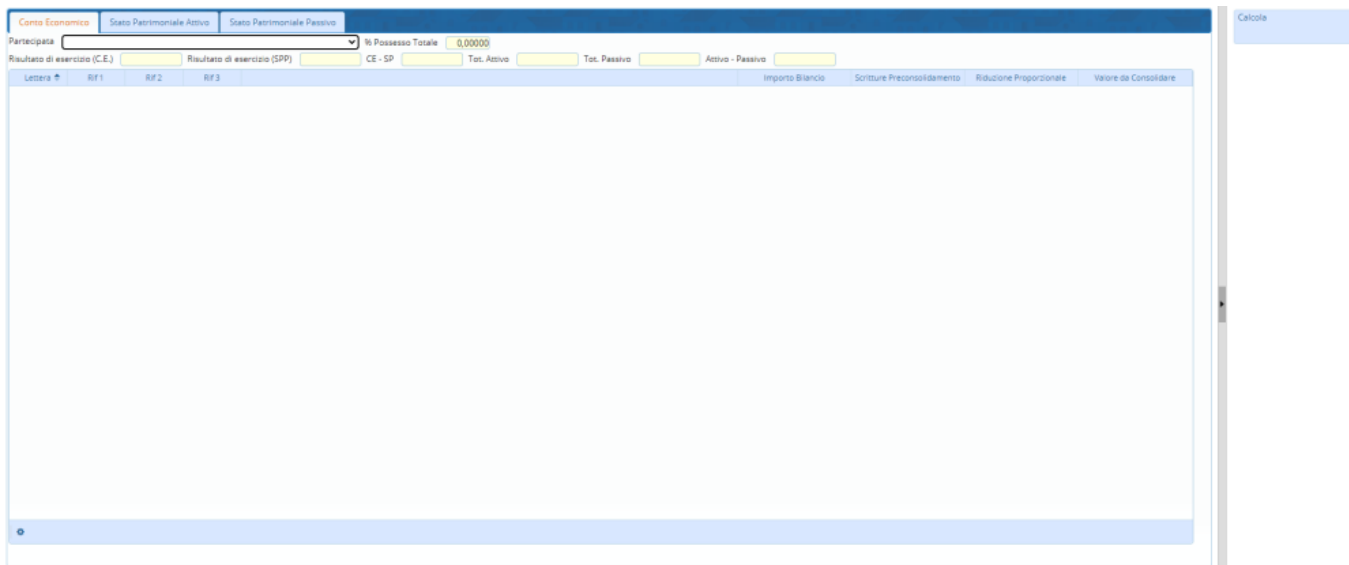 Conto Economico Stato Patrimoniale Attivo Stato Patrimoniale Passivo Calcola
Partecipata % Possesso Totale 0,00000
Risultato di esercizio (C.E.) Risultato di esercizio (SPP) CE - SP Tot. Attivo Tot. Passivo Attivo - Passivo
Lettera Rif 1 Rif 2 Rif 3 Importo Bilancio Scritture Preconsolidamento Riduzione Proporzionale Valore da Consolidare